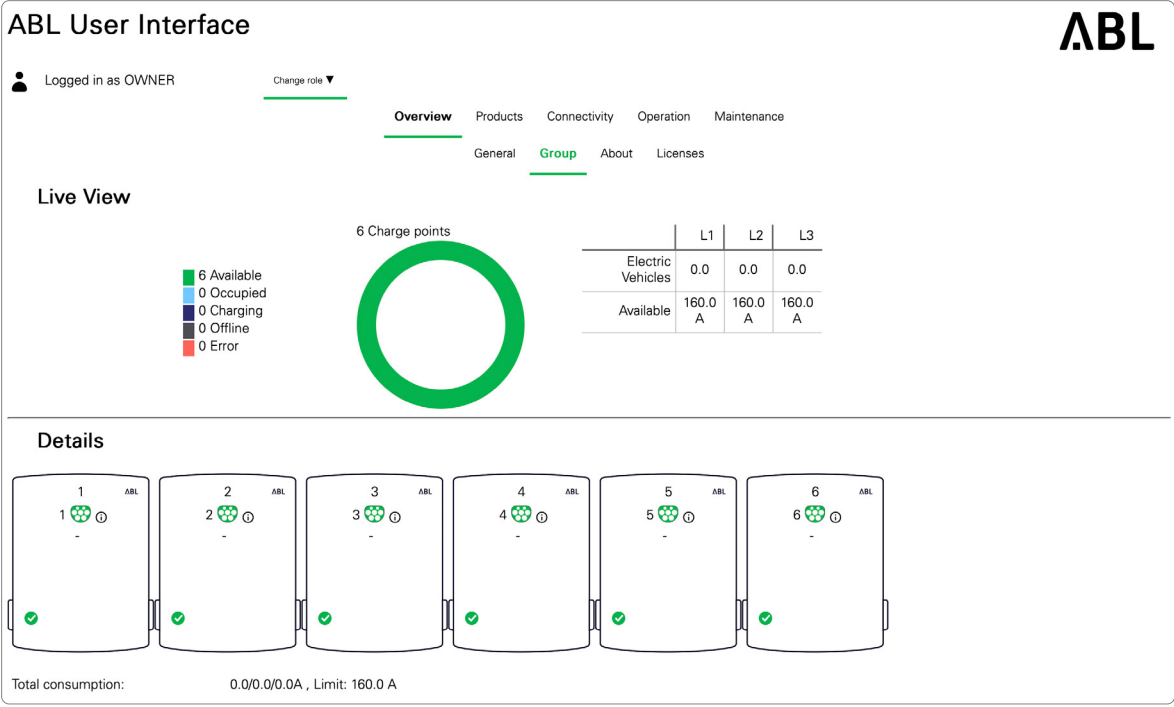 ABL User Interface
ABL
Logged in as OWNER
Change role ▼
Overview Products Connectivity Operation Maintenance
General Group About Licenses
Live View
6 Charge points
6 Available
0 Occupied
0 Charging
0 Offline
0 Error
L1 L2 L3
Electric Vehicles 0.0 0.0 0.0
Available 160.0 A 160.0 A 160.0 A
Details
1 ABL 2 ABL 3 ABL 4 ABL 5 ABL 6 ABL
1 2 3 4 5 6
- - - - - -
Total consumption: 0.0/0.0/0.0A , Limit: 160.0 A